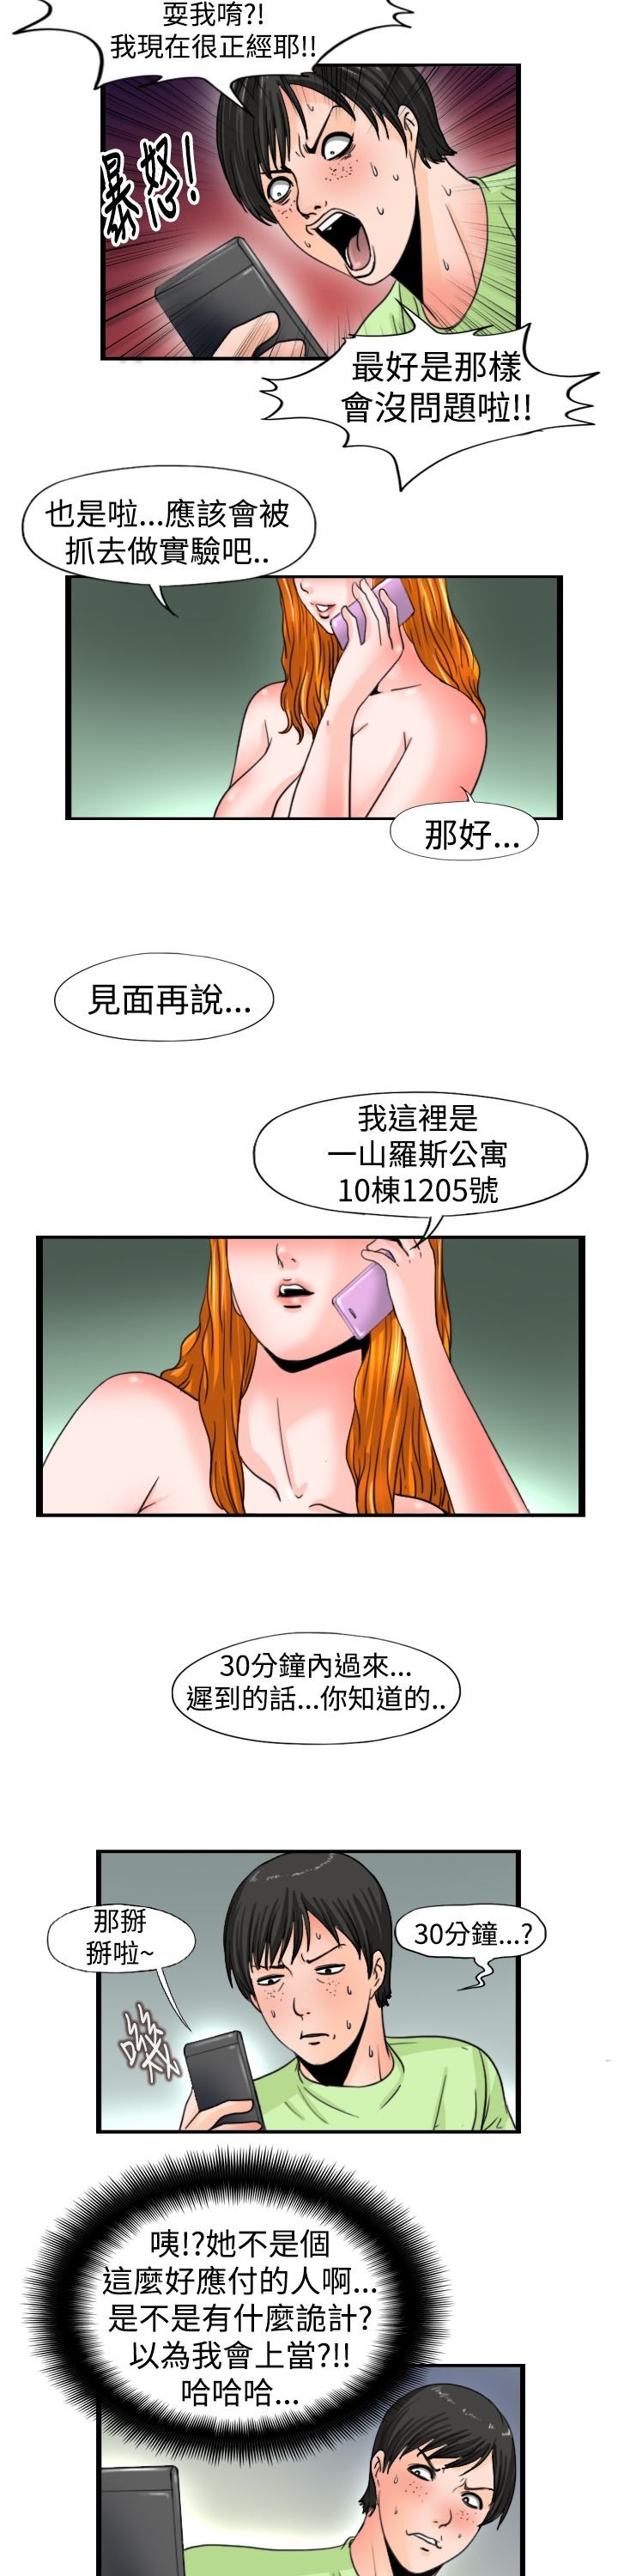 耍我唷?!
我現在很正經耶!!
暴怒!
最好是那樣
會沒問題啦!!
也是啦...應該會被
抓去做實驗吧..
那好...
見面再說...
我這裡是
一山羅斯公寓
10棟1205號
30分鐘內過來...
遲到的話...你知道的..
那掰
掰啦~
30分鐘...?
嘰
咦!?她不是個
這麼好應付的人啊...
是不是有什麼詭計?
以為我會上當?!!
哈哈哈...